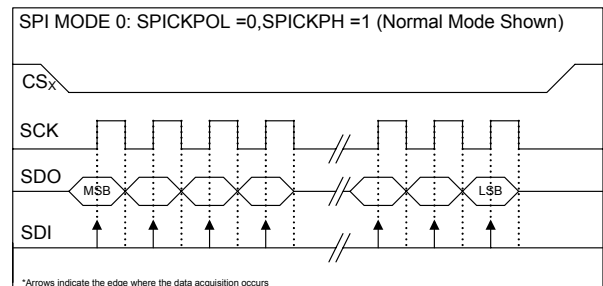 SPI MODE 0: SPICKPOL =0,SPICKPH =1 (Normal Mode Shown)
CSX
SCK
SDO
MSB
LSB
SDI
*Arrows indicate the edge where the data acquisition occurs